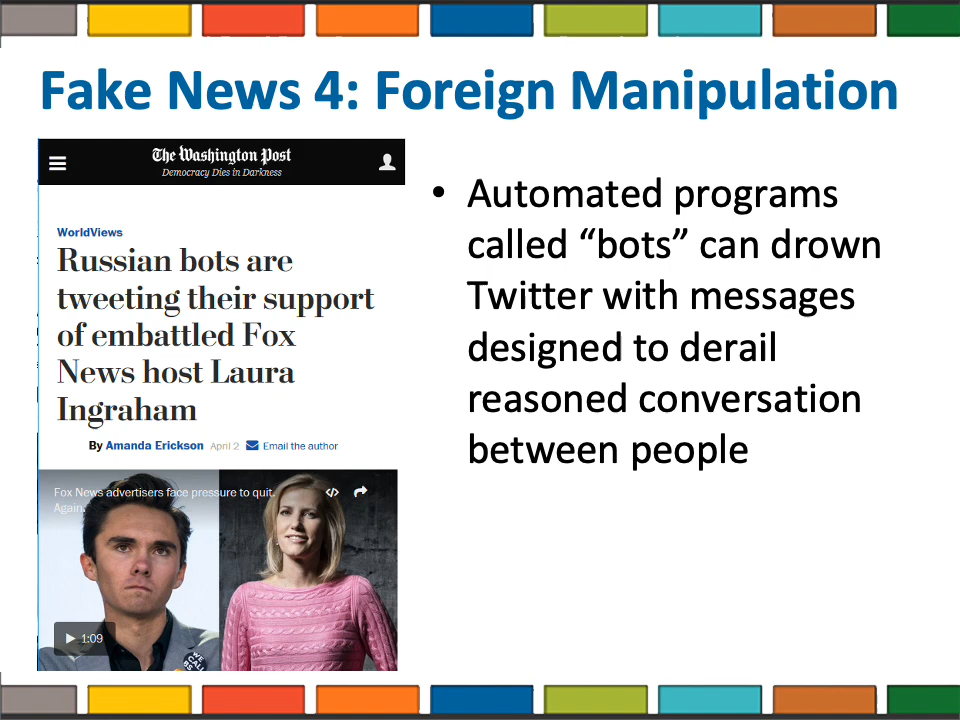 Fake News 4: Foreign Manipulation
The Washington Post
Democracy Dies in Darkness
WorldViews
Russian bots are
tweeting their support
of embattled Fox
News host Laura
Ingraham
By Amanda Erickson April 2 Email the author
Fox News advertisers face pressure to quit.
Again.
1:09
WE
CALL
BS
• Automated programs
called “bots” can drown
Twitter with messages
designed to derail
reasoned conversation
between people